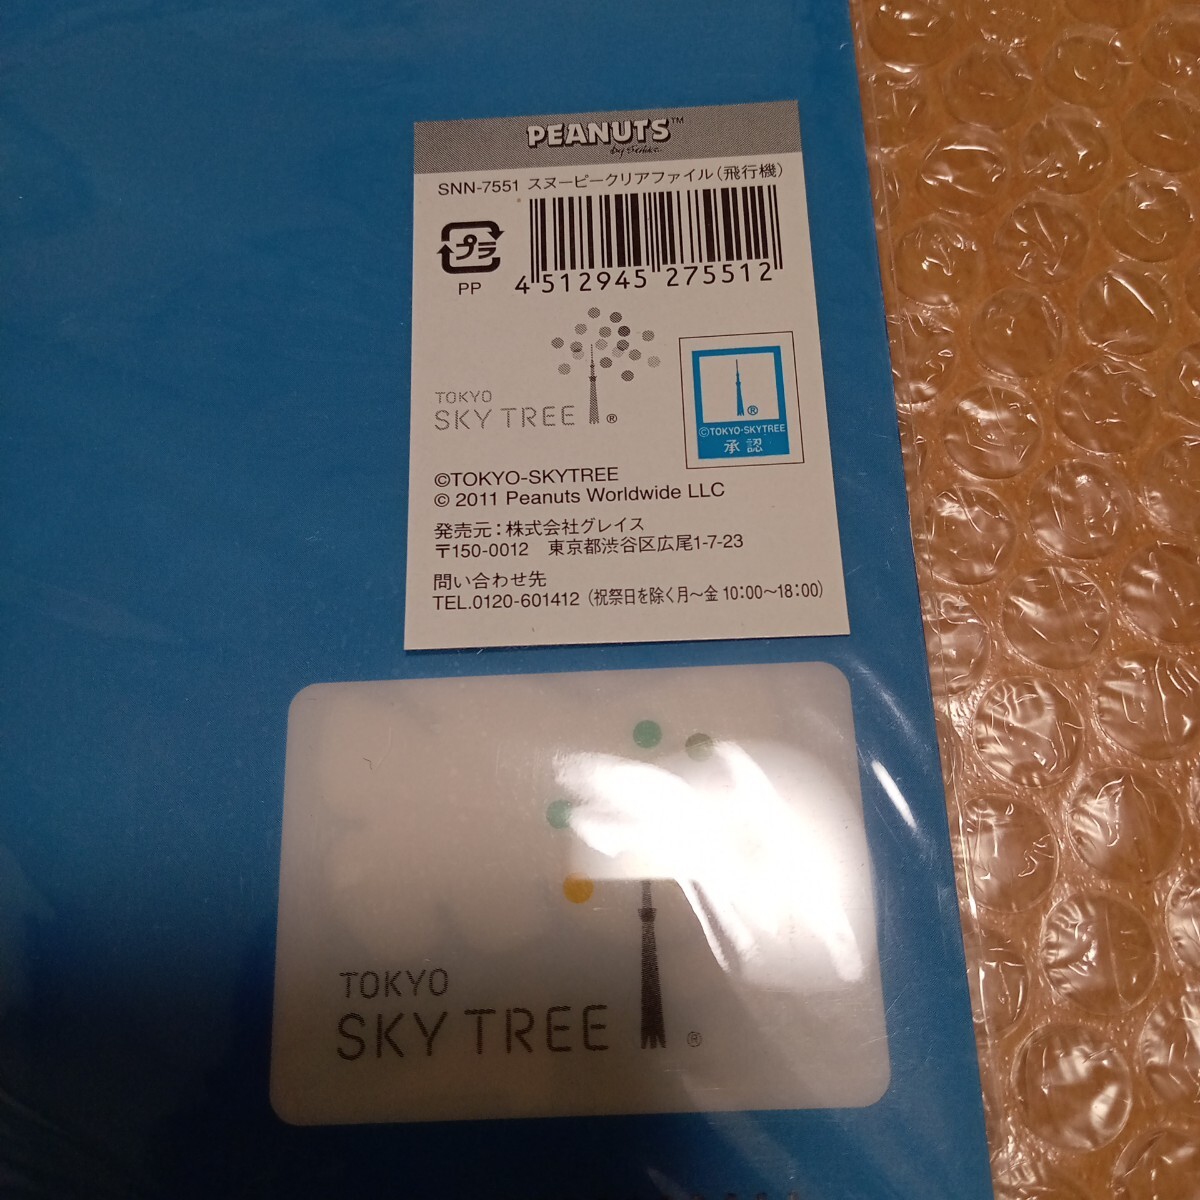 PEANUTS™
by Schulz
SNN-7551 スヌーピークリアファイル(飛行機)
プラ
PP
4 512945 275512
TOKYO
SKY TREE ®
®
©TOKYO-SKYTREE
承認
©TOKYO-SKYTREE
© 2011 Peanuts Worldwide LLC
発売元：株式会社グレイス
〒150-0012 東京都渋谷区広尾1-7-23
問い合わせ先
TEL.0120-601412 (祝祭日を除く月〜金 10:00〜18:00)
TOKYO
SKY TREE ®